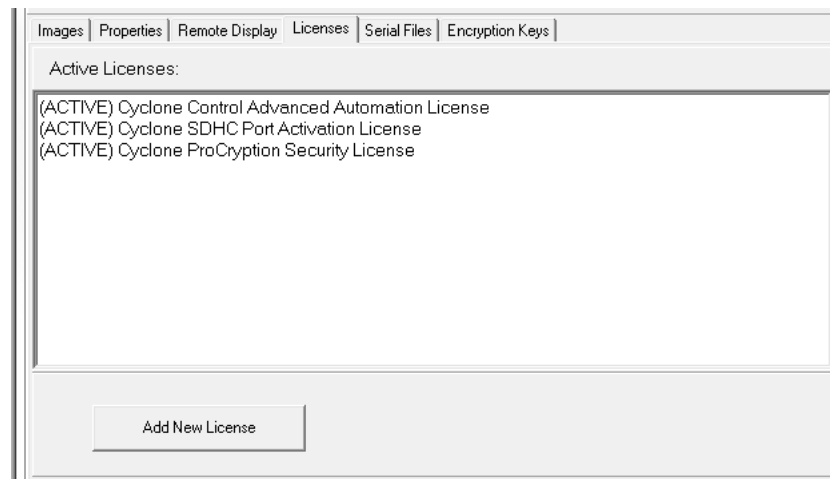 Images Properties Remote Display Licenses Serial Files Encryption Keys
Active Licenses:
(ACTIVE) Cyclone Control Advanced Automation License
(ACTIVE) Cyclone SDHC Port Activation License
(ACTIVE) Cyclone ProCryption Security License
Add New License